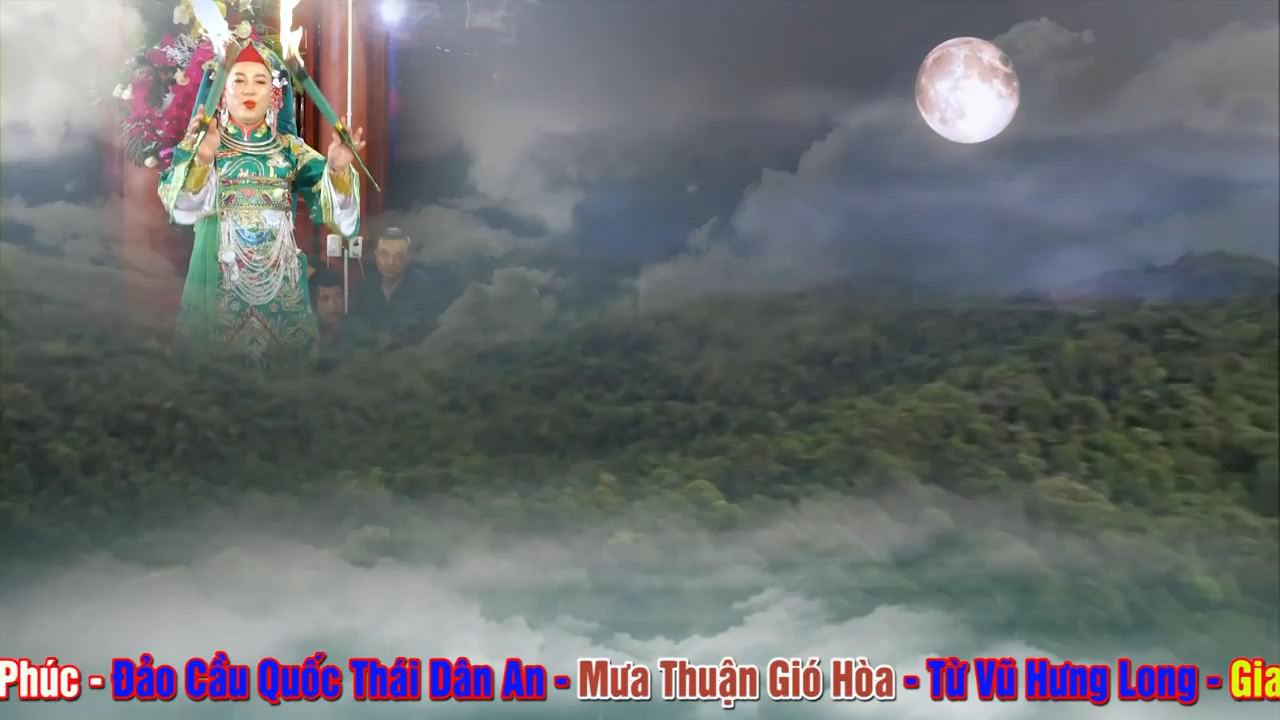 Phúc - Đảo Cầu Quốc Thái Dân An - Mưa Thuận Gió Hòa - Từ Vũ Hưng Long - Gia